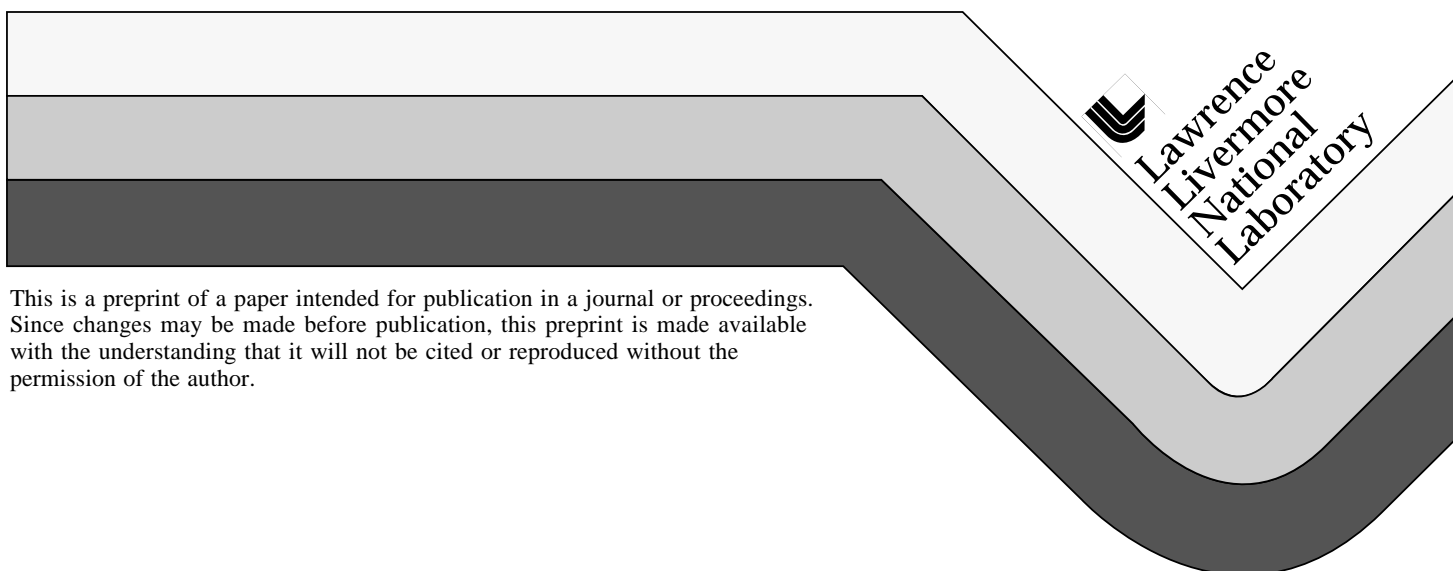 Lawrence
Livermore
National
Laboratory
This is a preprint of a paper intended for publication in a journal or proceedings.
Since changes may be made before publication, this preprint is made available
with the understanding that it will not be cited or reproduced without the
permission of the author.